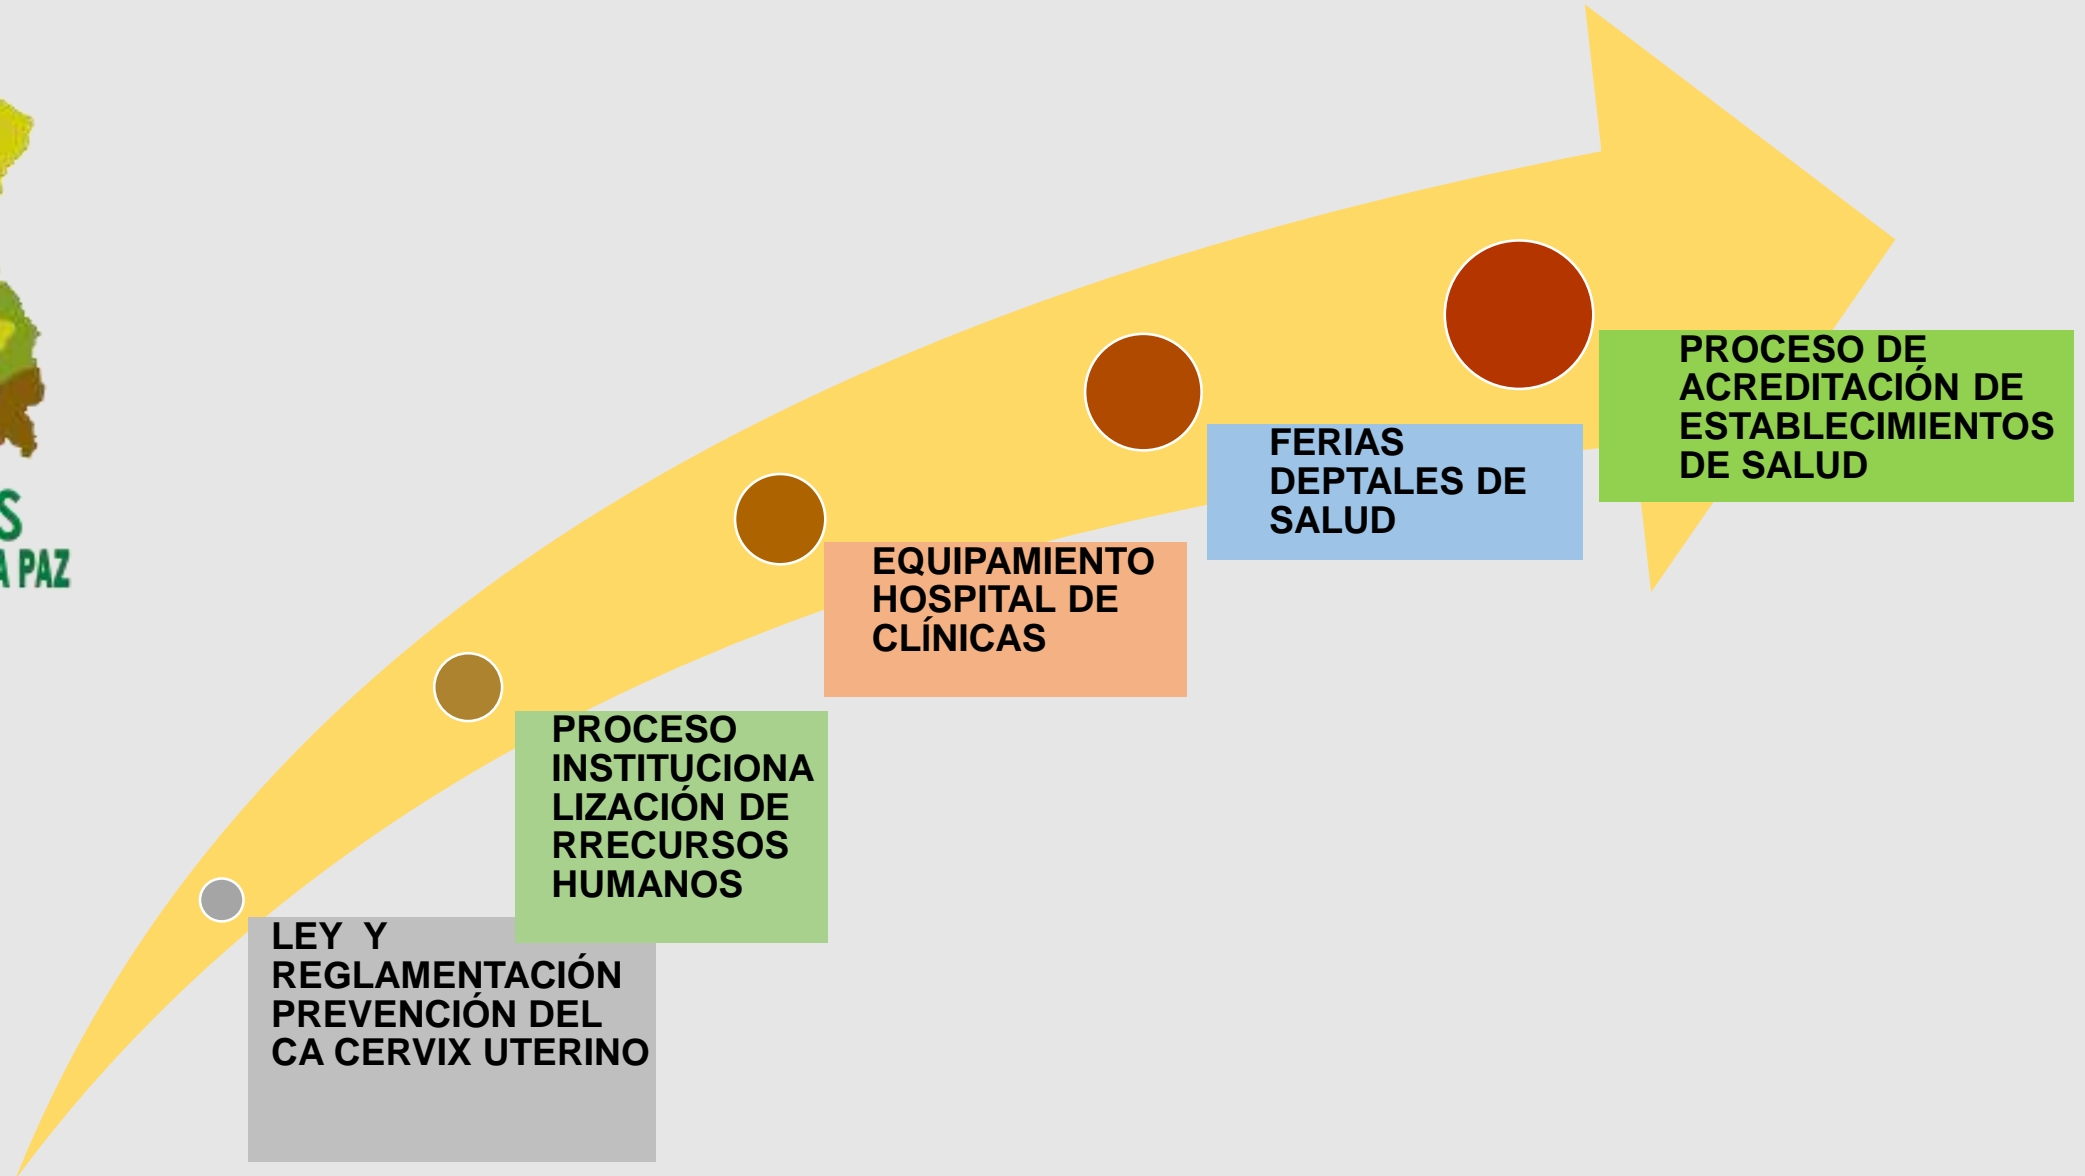 S
A PAZ
PROCESO DE
ACREDITACIÓN DE
ESTABLECIMIENTOS
DE SALUD
FERIAS
DEPTALES DE
SALUD
EQUIPAMIENTO
HOSPITAL DE
CLÍNICAS
PROCESO
INSTITUCIONA
LIZACIÓN DE
RRECURSOS
HUMANOS
LEY Y
REGLAMENTACIÓN
PREVENCIÓN DEL
CA CERVIX UTERINO